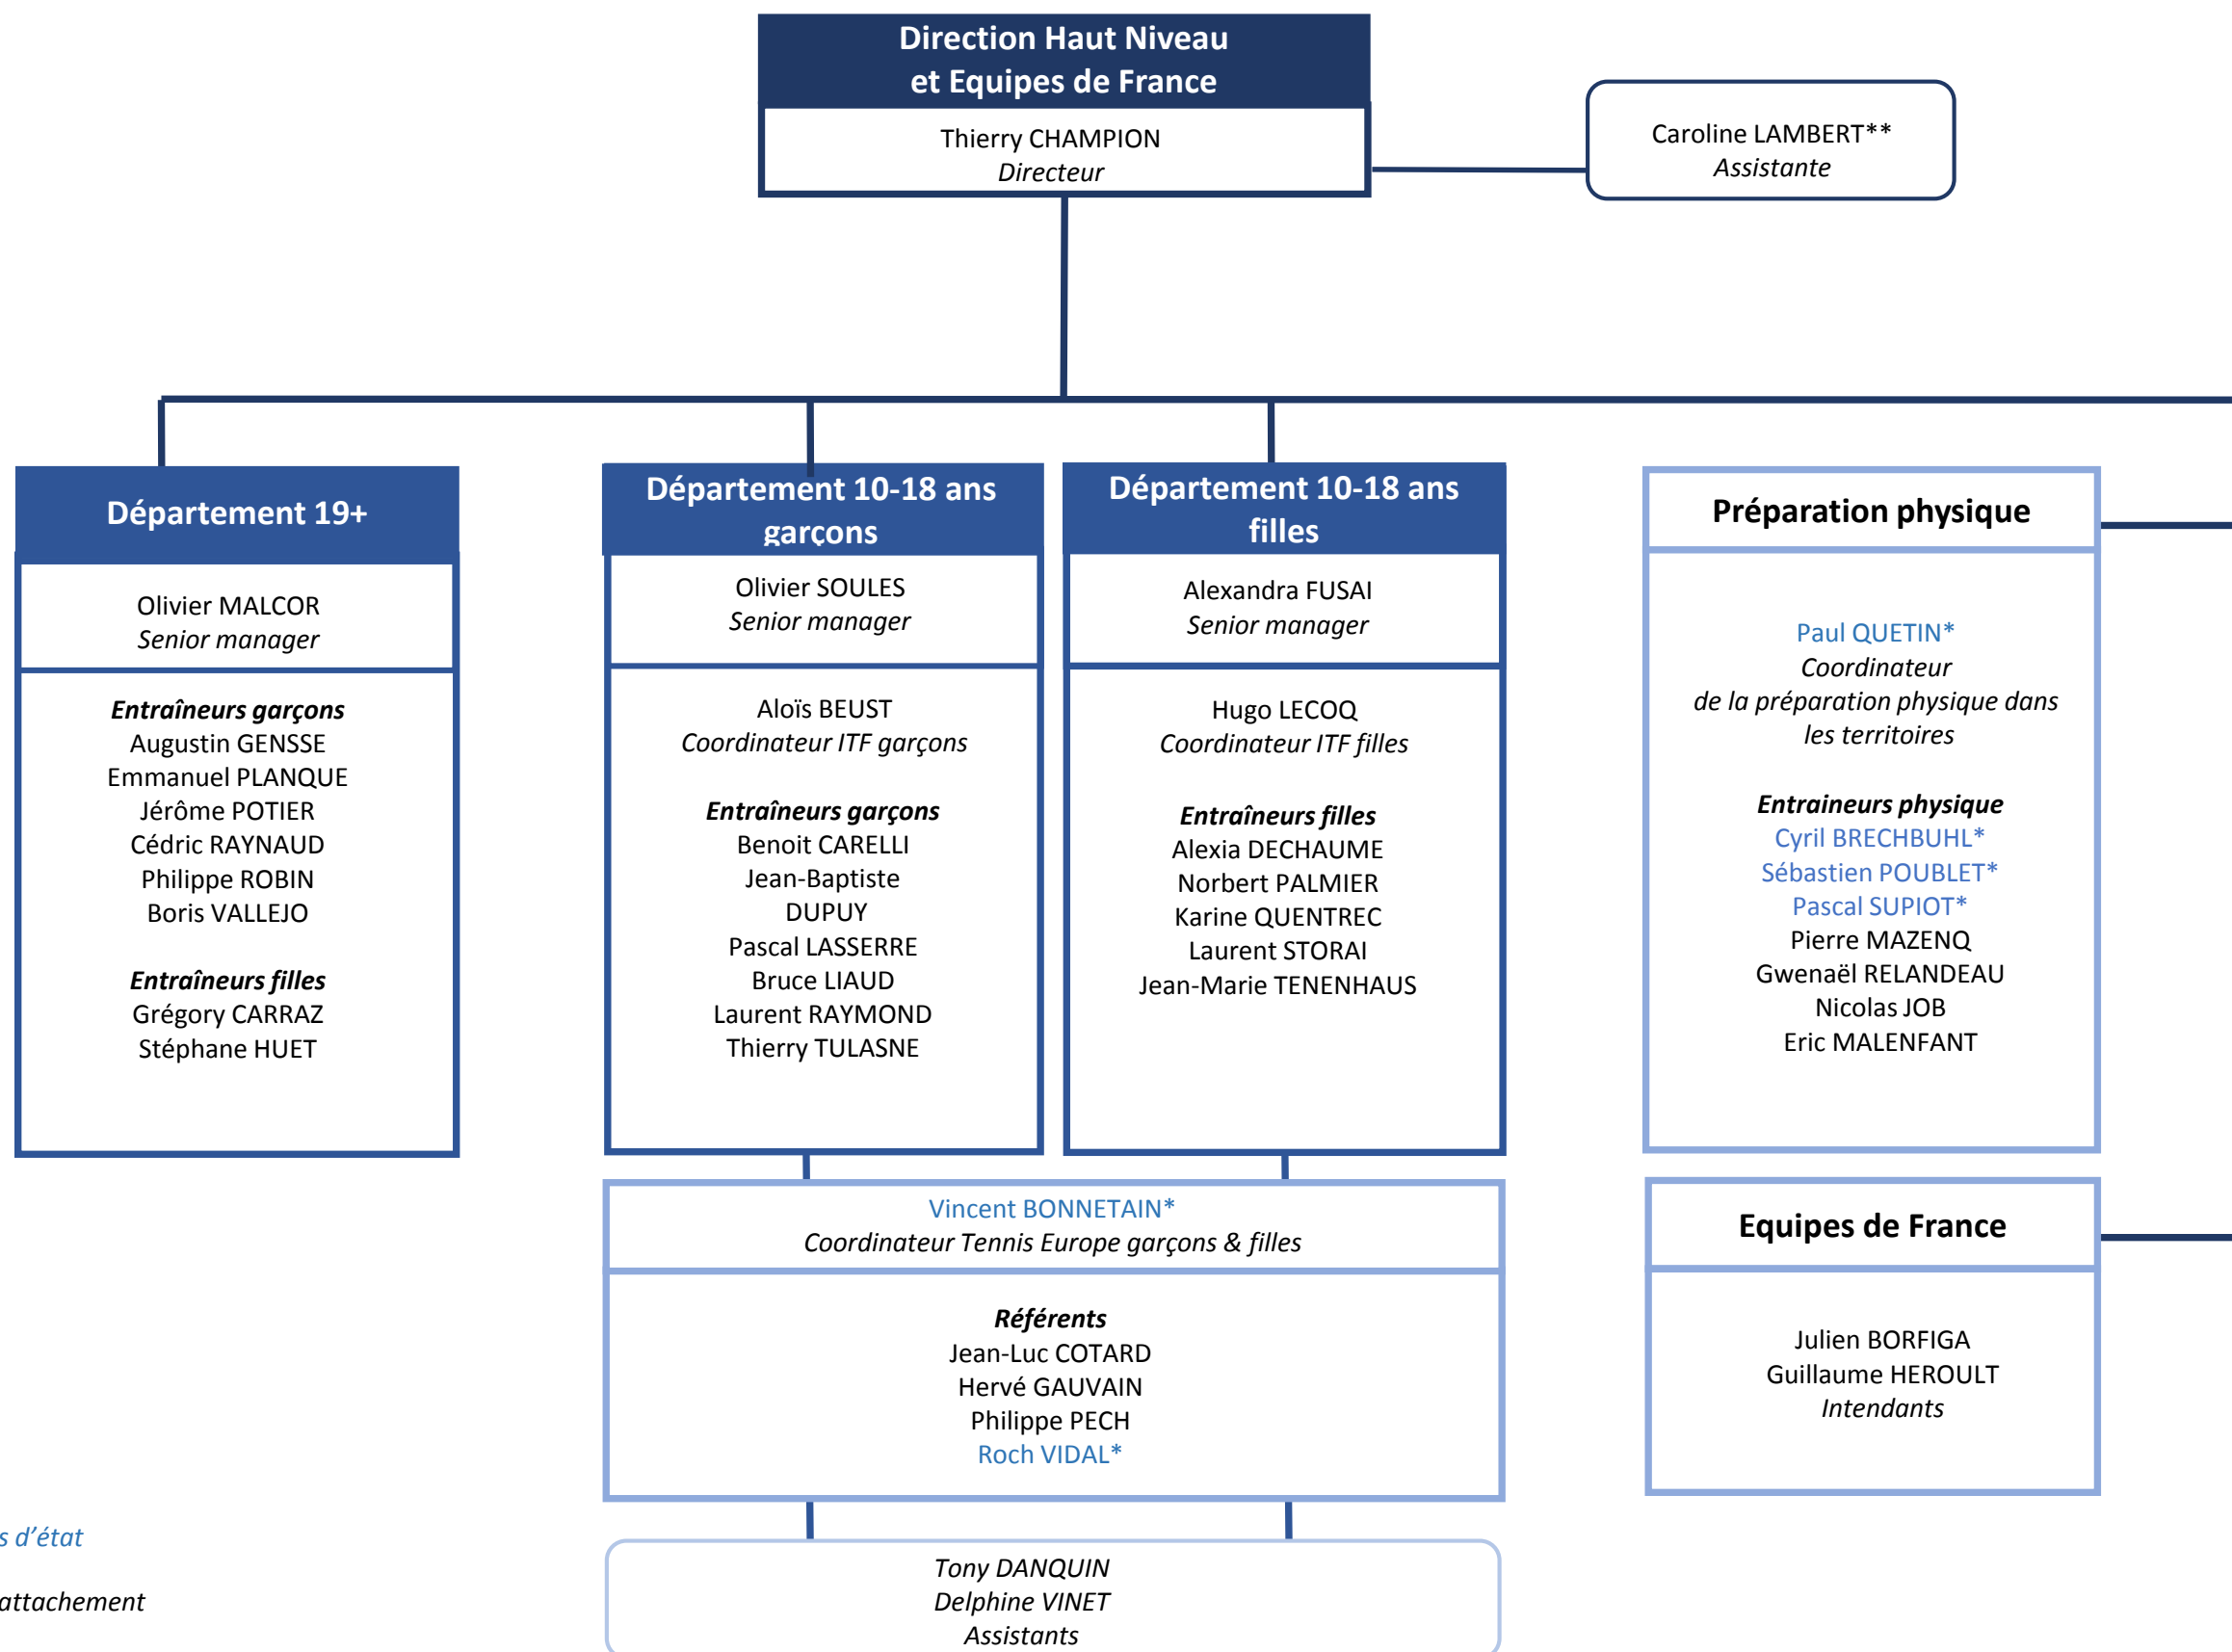 Direction Haut Niveau
et Equipes de France
Thierry CHAMPION
Directeur
Caroline LAMBERT**
Assistante
Département 19+
Olivier MALCOR
Senior manager
Entraîneurs garçons
Augustin GENSSE
Emmanuel PLANQUE
Jérôme POTIER
Cédric RAYNAUD
Philippe ROBIN
Boris VALLEJO
Entraîneurs filles
Grégory CARRAZ
Stéphane HUET
Département 10-18 ans
garçons
Olivier SOULES
Senior manager
Aloïs BEUST
Coordinateur ITF garçons
Entraîneurs garçons
Benoit CARELLI
Jean-Baptiste
DUPUY
Pascal LASSERRE
Bruce LIAUD
Laurent RAYMOND
Thierry TULASNE
Département 10-18 ans
filles
Alexandra FUSAI
Senior manager
Hugo LECOQ
Coordinateur ITF filles
Entraîneurs filles
Alexia DECHAUME
Norbert PALMIER
Karine QUENTREC
Laurent STORAI
Jean-Marie TENENHAUS
Vincent BONNETAIN*
Coordinateur Tennis Europe garçons & filles
Référents
Jean-Luc COTARD
Hervé GAUVAIN
Philippe PECH
Roch VIDAL*
Tony DANQUIN
Delphine VINET
Assistants
Préparation physique
Paul QUETIN*
Coordinateur
de la préparation physique dans
les territoires
Entraineurs physique
Cyril BRECHBUHL*
Sébastien POUBLET*
Pascal SUPIOT*
Pierre MAZENQ
Gwenaël RELANDEAU
Nicolas JOB
Eric MALENFANT
Equipes de France
Julien BORFIGA
Guillaume HEROULT
Intendants
s d'état
attachement